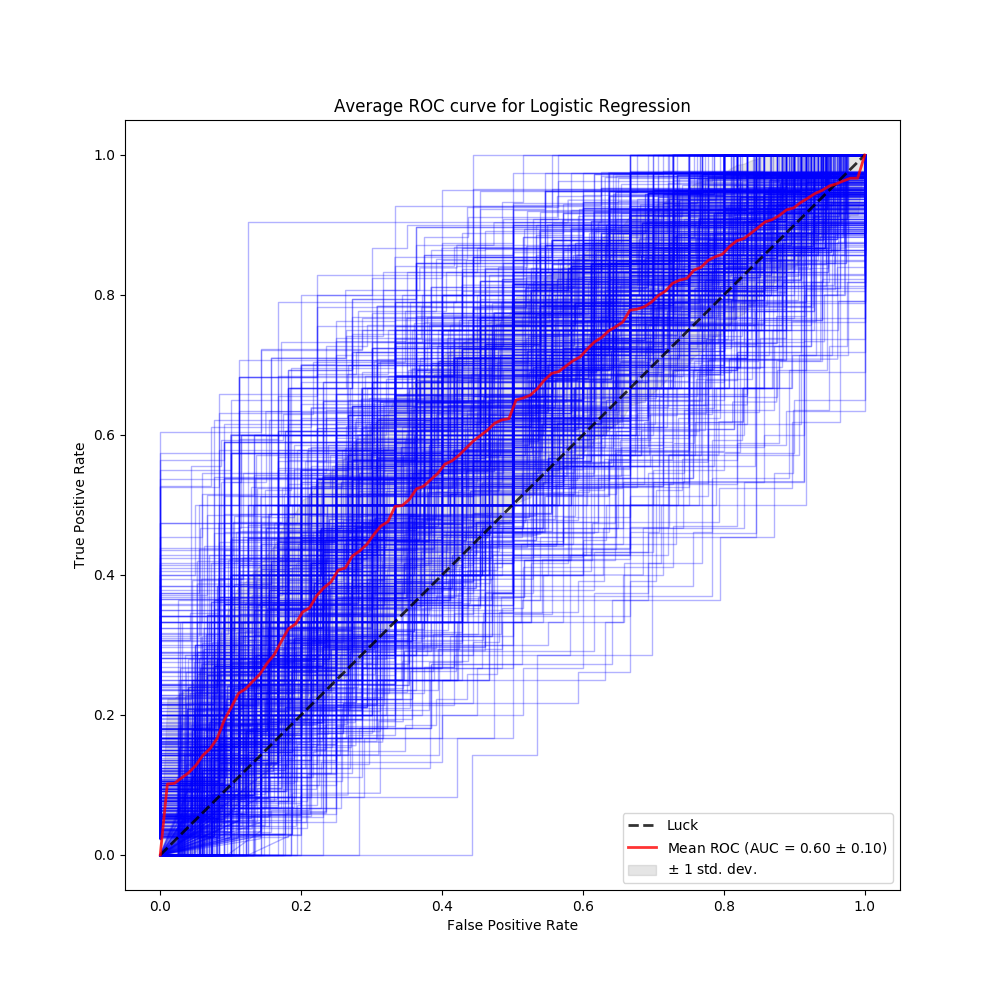 Average ROC curve for Logistic Regression
True Positive Rate
1.0
0.8
0.6
0.4
0.2
0.0
Luck
Mean ROC (AUC = 0.60 ± 0.10)
± 1 std. dev.
0.0 0.2 0.4 0.6 0.8 1.0
False Positive Rate